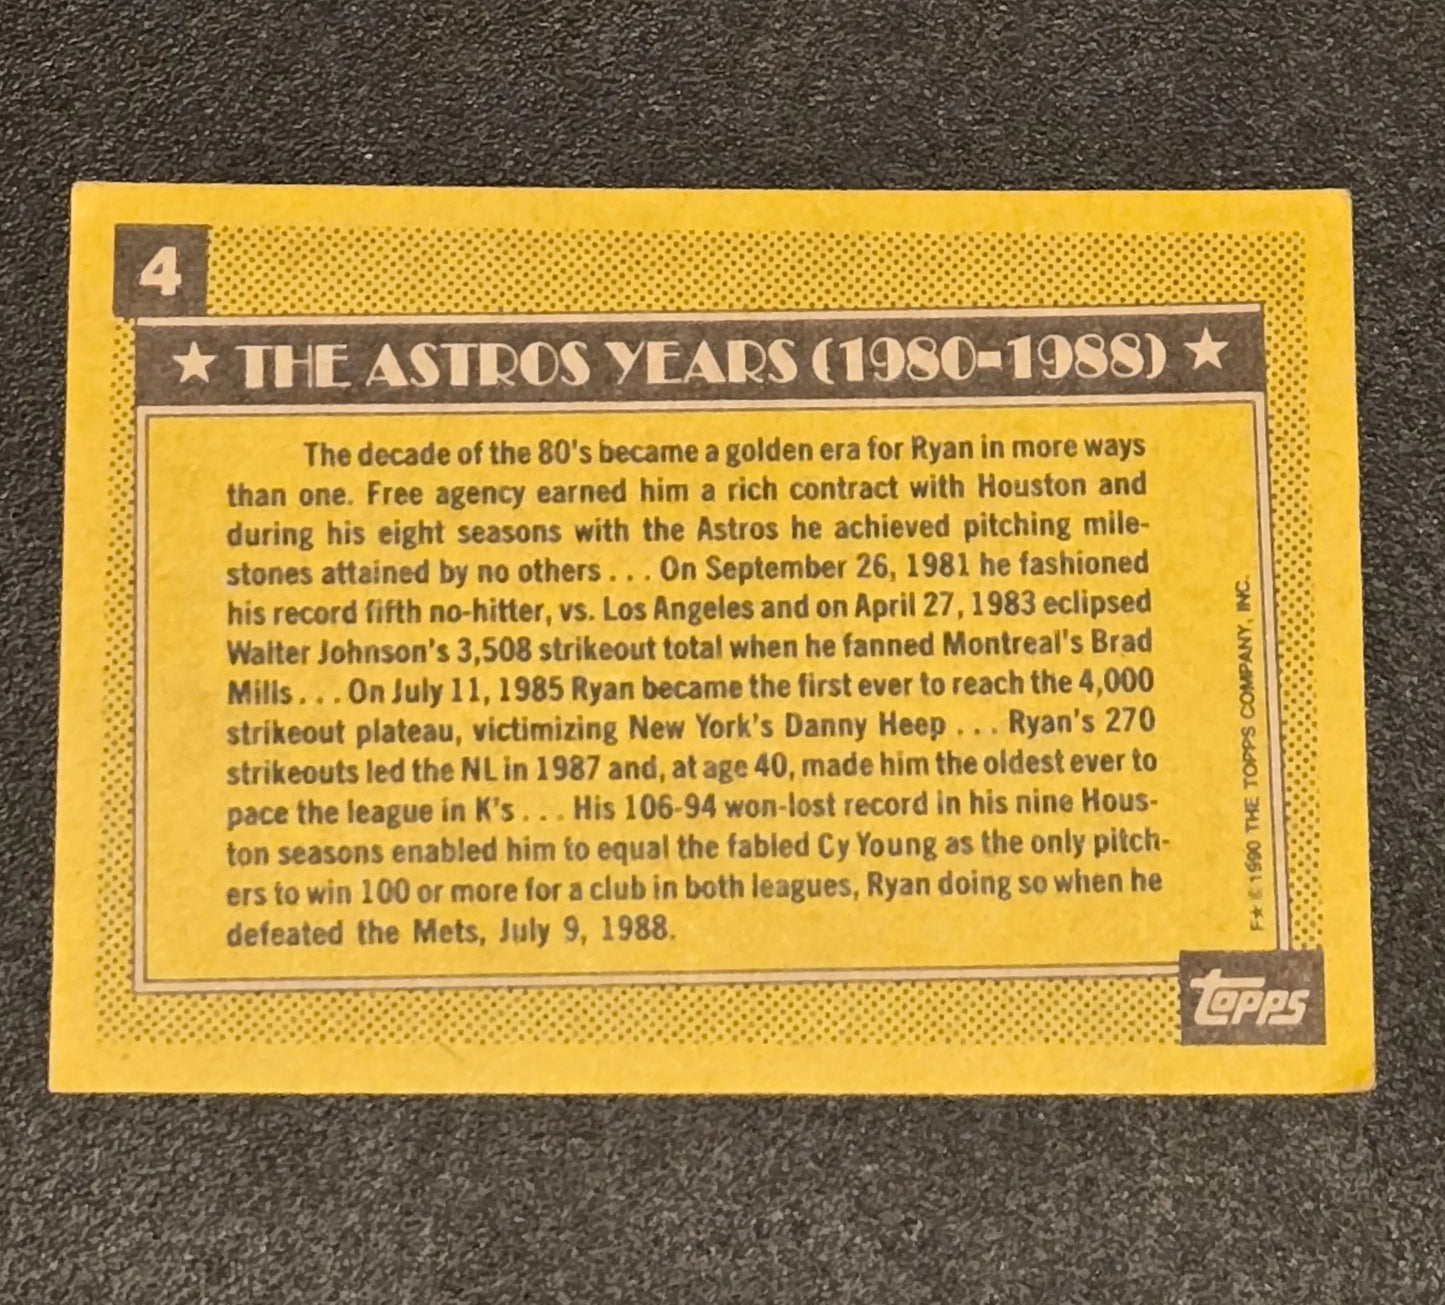 4
★ THE ASTROS YEARS (1980-1988) ★
The decade of the 80's became a golden era for Ryan in more ways
than one. Free agency earned him a rich contract with Houston and
during his eight seasons with the Astros he achieved pitching mile-
stones attained by no others . . . On September 26, 1981 he fashioned
his record fifth no-hitter, vs. Los Angeles and on April 27, 1983 eclipsed
Walter Johnson's 3,508 strikeout total when he fanned Montreal's Brad
Mills . . . On July 11, 1985 Ryan became the first ever to reach the 4,000
strikeout plateau, victimizing New York's Danny Heep . . . Ryan's 270
strikeouts led the NL in 1987 and, at age 40, made him the oldest ever to
pace the league in K's . . . His 106-94 won-lost record in his nine Hous-
ton seasons enabled him to equal the fabled Cy Young as the only pitch-
ers to win 100 or more for a club in both leagues, Ryan doing so when he
defeated the Mets, July 9, 1988.
F★ © 1990 THE TOPPS COMPANY, INC.
topps